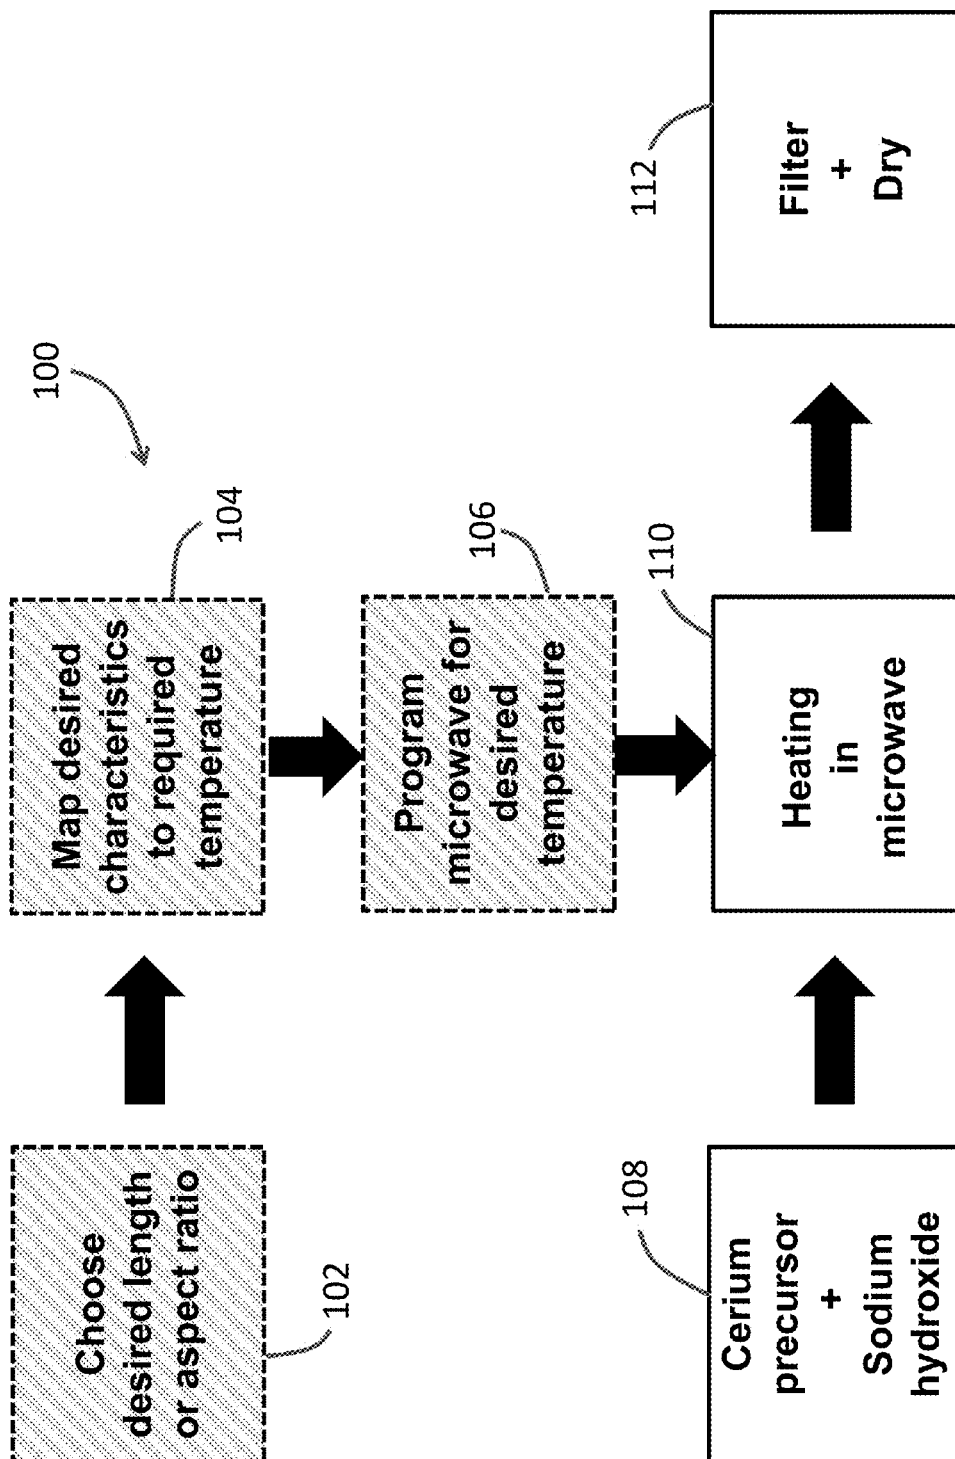 100
Choose
desired length
or aspect ratio
102
Map desired
characteristics
to required
temperature
104
Program
microwave for
desired
temperature
106
Cerium
precursor
+
Sodium
hydroxide
108
Heating
in
microwave
110
Filter
+
Dry
112